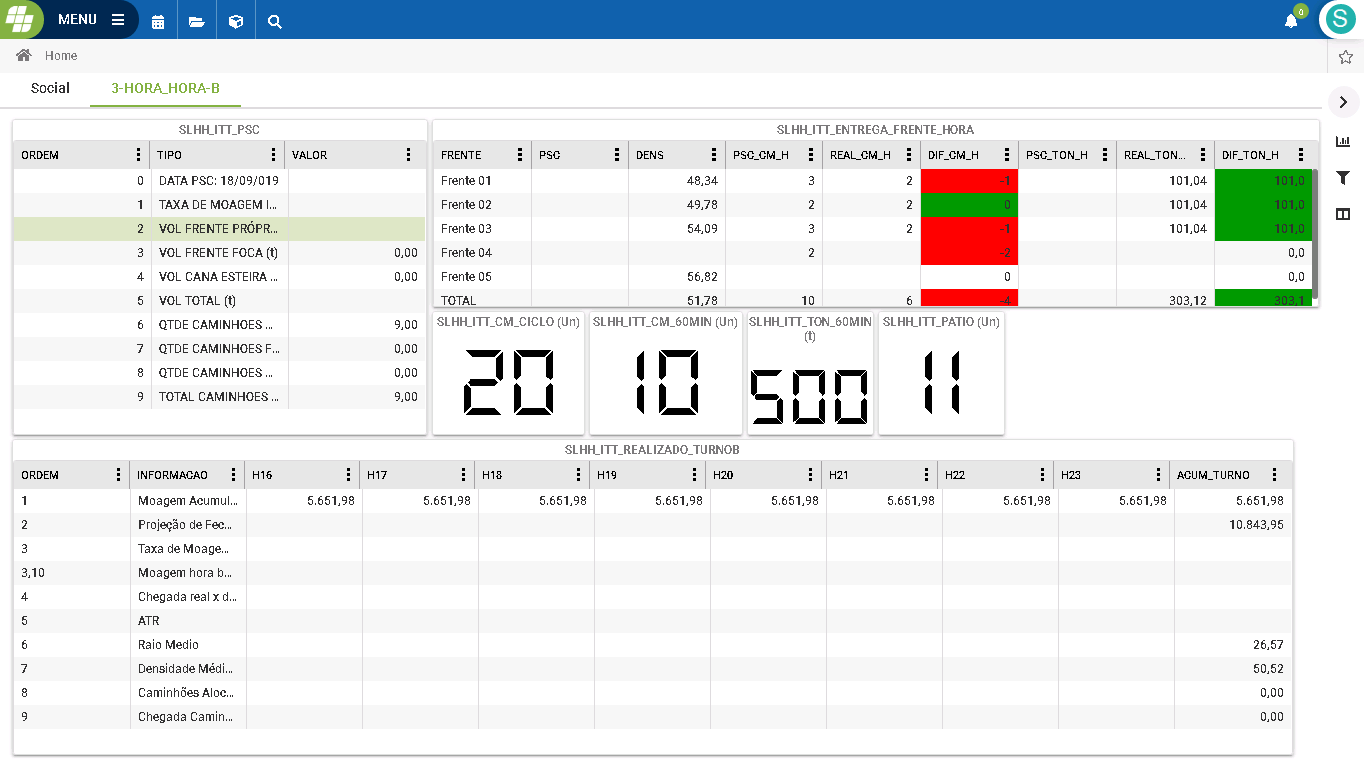 MENU
0
S
Home
Social 3-HORA_HORA-B
SLHH_ITT_PSC
ORDEM TIPO VALOR
0 DATA PSC: 18/09/019
1 TAXA DE MOAGEM I...
2 VOL FRENTE PRÓPR...
3 VOL FRENTE FOCA (t) 0,00
4 VOL CANA ESTEIRA ... 0,00
5 VOL TOTAL (t)
6 QTDE CAMINHOES ... 9,00
7 QTDE CAMINHOES F... 0,00
8 QTDE CAMINHOES ... 0,00
9 TOTAL CAMINHOES ... 9,00
SLHH_ITT_ENTREGA_FRENTE_HORA
FRENTE PSC DENS PSC_CM_H REAL_CM_H DIF_CM_H PSC_TON_H REAL_TON... DIF_TON_H
Frente 01 48,34 3 2 -1 101,04 101,0
Frente 02 49,78 2 2 0 101,04 101,0
Frente 03 54,09 3 2 -1 101,04 101,0
Frente 04 2 -2 0,0
Frente 05 56,82 0 0,0
TOTAL 51,78 10 6 -4 303,12 303,1
SLHH_ITT_CM_CICLO (Un)
20
SLHH_ITT_CM_60MIN (Un)
10
SLHH_ITT_TON_60MIN
(t)
500
SLHH_ITT_PATIO (Un)
11
SLHH_ITT_REALIZADO_TURNOB
ORDEM INFORMACAO H16 H17 H18 H19 H20 H21 H22 H23 ACUM_TURNO
1 Moagem Acumul... 5.651,98 5.651,98 5.651,98 5.651,98 5.651,98 5.651,98 5.651,98 5.651,98 5.651,98
2 Projeção de Fec... 10.843,95
3 Taxa de Moage...
3,10 Moagem hora b...
4 Chegada real x d...
5 ATR
6 Raio Medio 26,57
7 Densidade Médi... 50,52
8 Caminhões Aloc... 0,00
9 Chegada Camin... 0,00